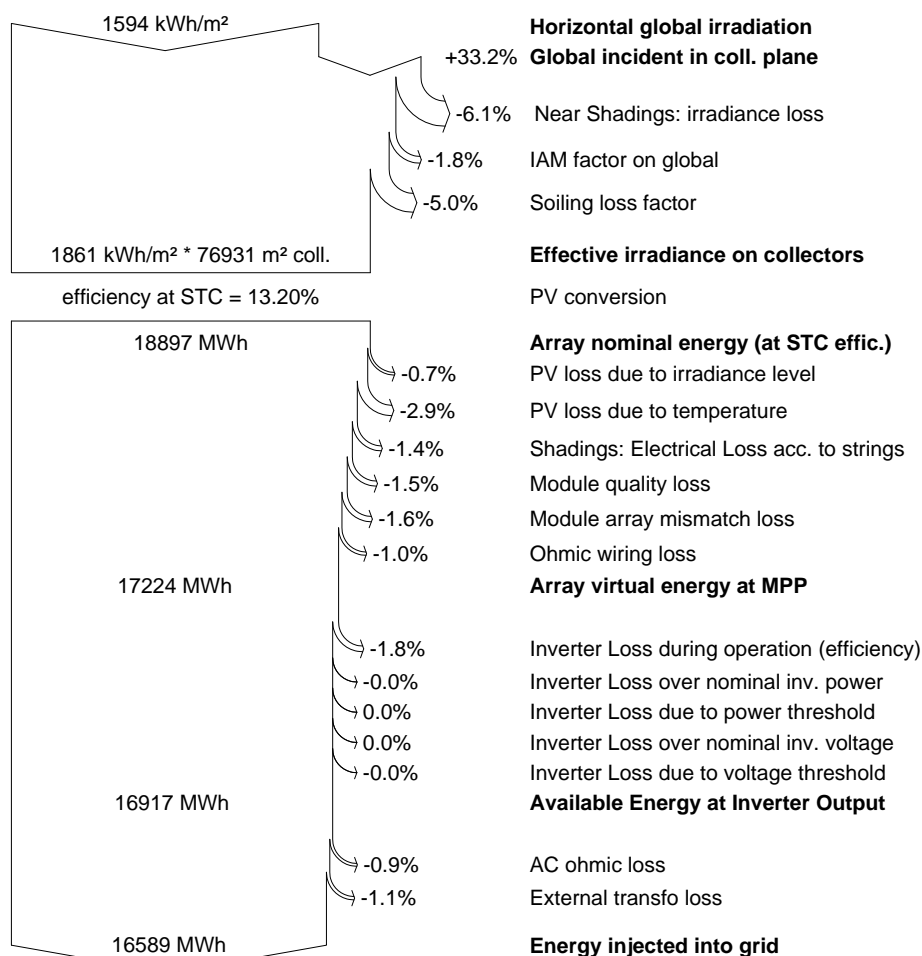 1594 kWh/m² Horizontal global irradiation
+33.2% Global incident in coll. plane
-6.1% Near Shadings: irradiance loss
-1.8% IAM factor on global
-5.0% Soiling loss factor
1861 kWh/m² * 76931 m² coll. Effective irradiance on collectors
efficiency at STC = 13.20% PV conversion
18897 MWh Array nominal energy (at STC effic.)
-0.7% PV loss due to irradiance level
-2.9% PV loss due to temperature
-1.4% Shadings: Electrical Loss acc. to strings
-1.5% Module quality loss
-1.6% Module array mismatch loss
-1.0% Ohmic wiring loss
17224 MWh Array virtual energy at MPP
-1.8% Inverter Loss during operation (efficiency)
-0.0% Inverter Loss over nominal inv. power
0.0% Inverter Loss due to power threshold
0.0% Inverter Loss over nominal inv. voltage
-0.0% Inverter Loss due to voltage threshold
16917 MWh Available Energy at Inverter Output
-0.9% AC ohmic loss
-1.1% External transfo loss
16589 MWh Energy injected into grid